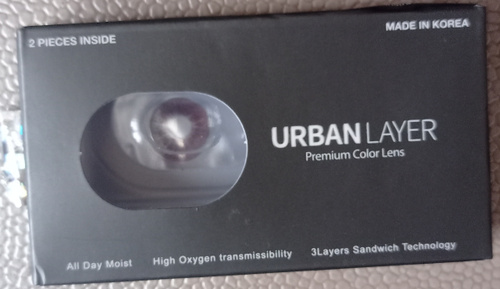 2 PIECES INSIDE
MADE IN KOREA
URBAN LAYER
Premium Color Lens
All Day Moist
High Oxygen transmissibility
3Layers Sandwich Technology